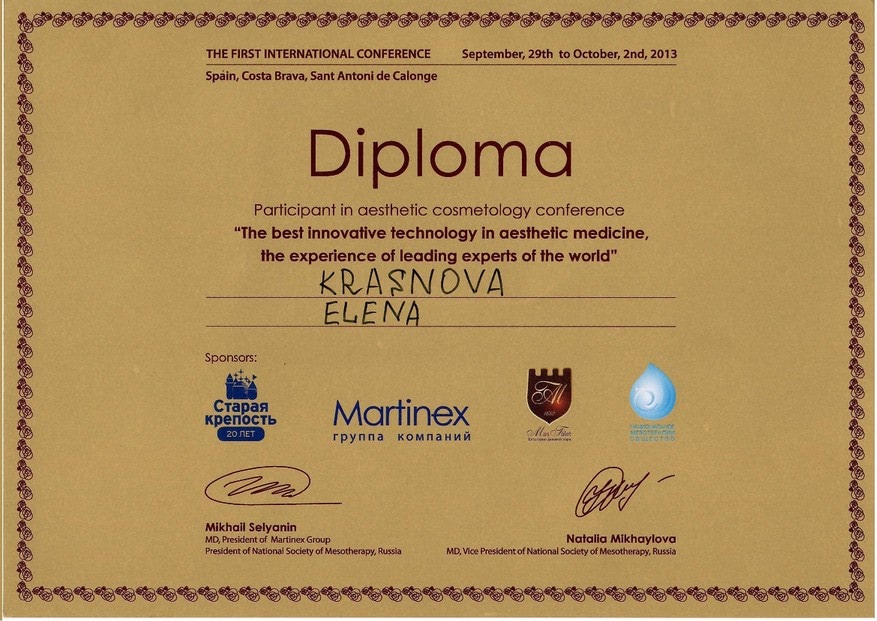 THE FIRST INTERNATIONAL CONFERENCE September, 29th to October, 2nd, 2013
Spain, Costa Brava, Sant Antoni de Calonge
Diploma
Participant in aesthetic cosmetology conference
“The best innovative technology in aesthetic medicine,
the experience of leading experts of the world”
KRASNOVA
ELENA
Sponsors:
Старая
крепость
20 ЛЕТ
Martinex
группа компаний
НАЦИОНАЛЬНОЕ
МЕЗОТЕРАПИИ
ОБЩЕСТВО
Mikhail Selyanin
MD, President of Martinex Group
President of National Society of Mesotherapy, Russia
Natalia Mikhaylova
MD, Vice President of National Society of Mesotherapy, Russia